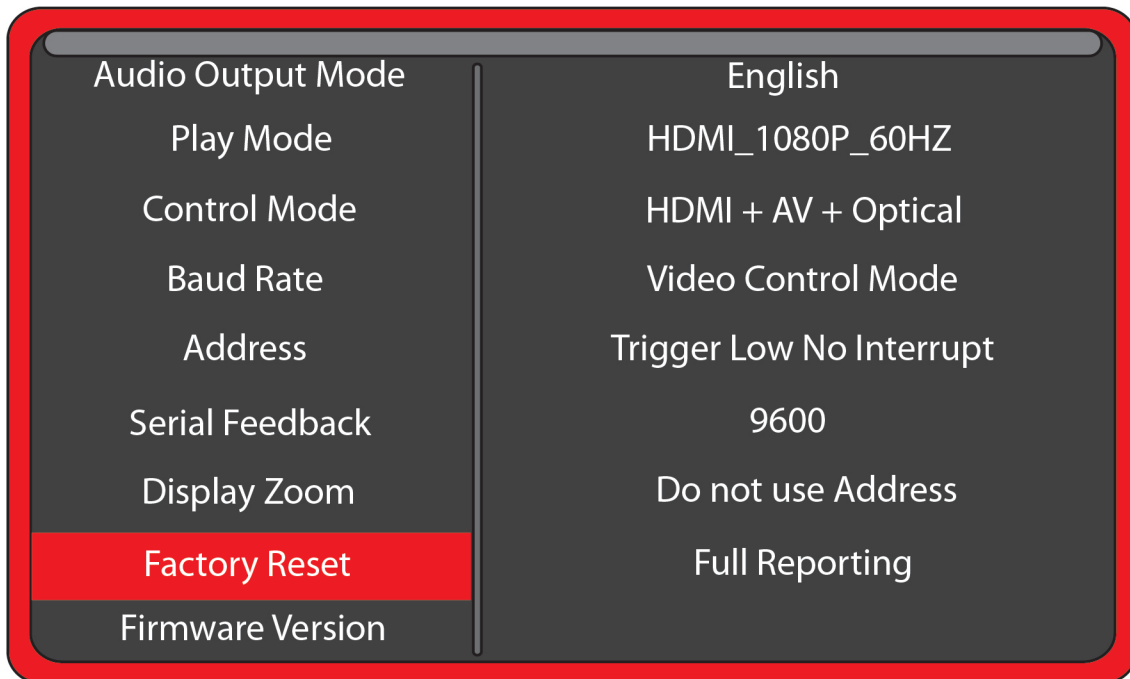 Audio Output Mode
English
Play Mode
HDMI_1080P_60HZ
Control Mode
HDMI + AV + Optical
Baud Rate
Video Control Mode
Address
Trigger Low No Interrupt
Serial Feedback
9600
Display Zoom
Do not use Address
Factory Reset
Full Reporting
Firmware Version